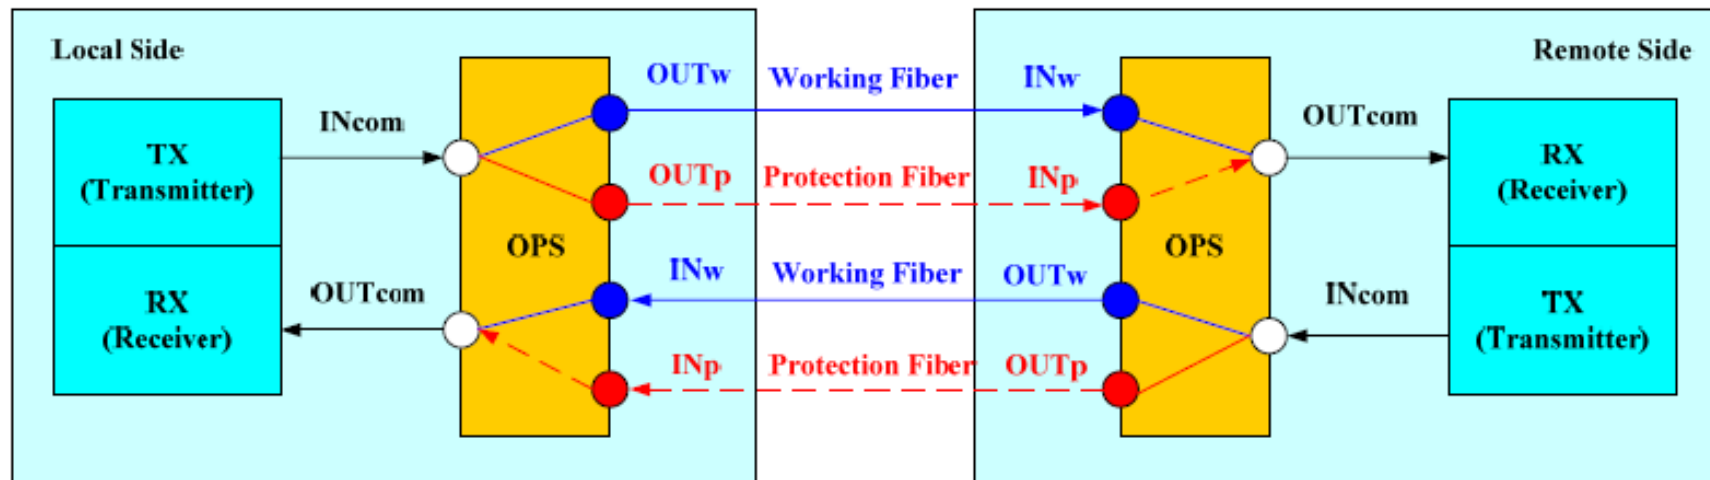 Local Side
Remote Side
OUTw
Working Fiber
INw
INcom
OUTcom
TX
(Transmitter)
RX
(Receiver)
OUTp
Protection Fiber
INp
OPS
OPS
INw
Working Fiber
OUTw
OUTcom
INcom
RX
(Receiver)
TX
(Transmitter)
INp
Protection Fiber
OUTp